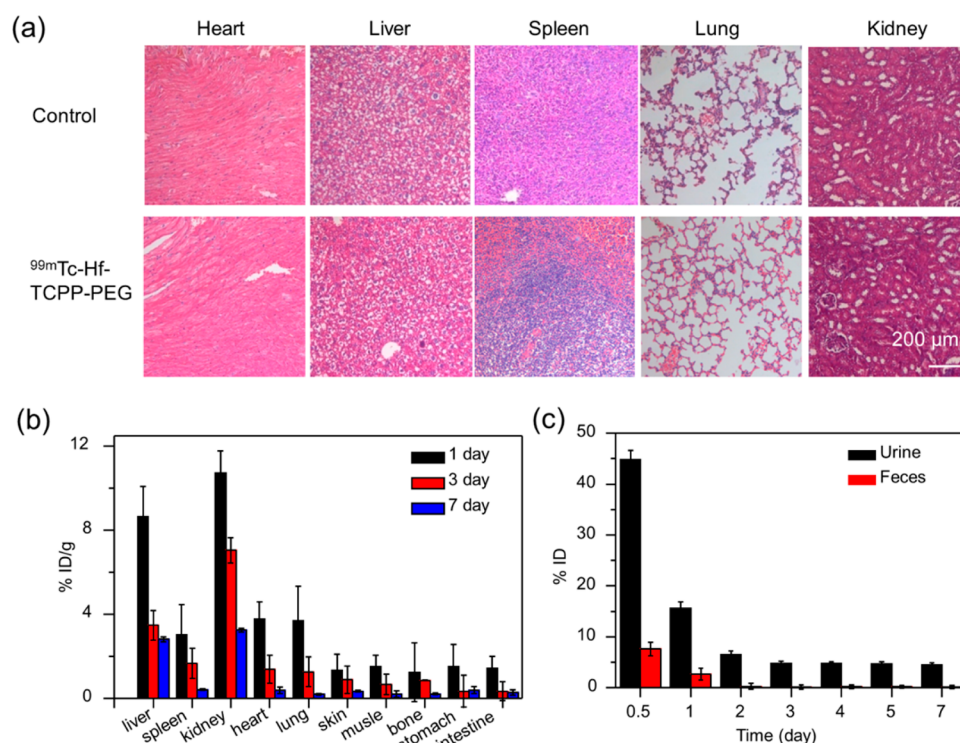 (a)
Heart Liver Spleen Lung Kidney
Control
99mTc-Hf-
TCPP-PEG
200 μm
(b)
12
8
4
0
% ID/g
1 day
3 day
7 day
liver spleen kidney heart lung skin musle bone stomach intestine
(c)
50
40
30
20
10
0
% ID
Urine
Feces
0.5 1 2 3 4 5 7
Time (day)